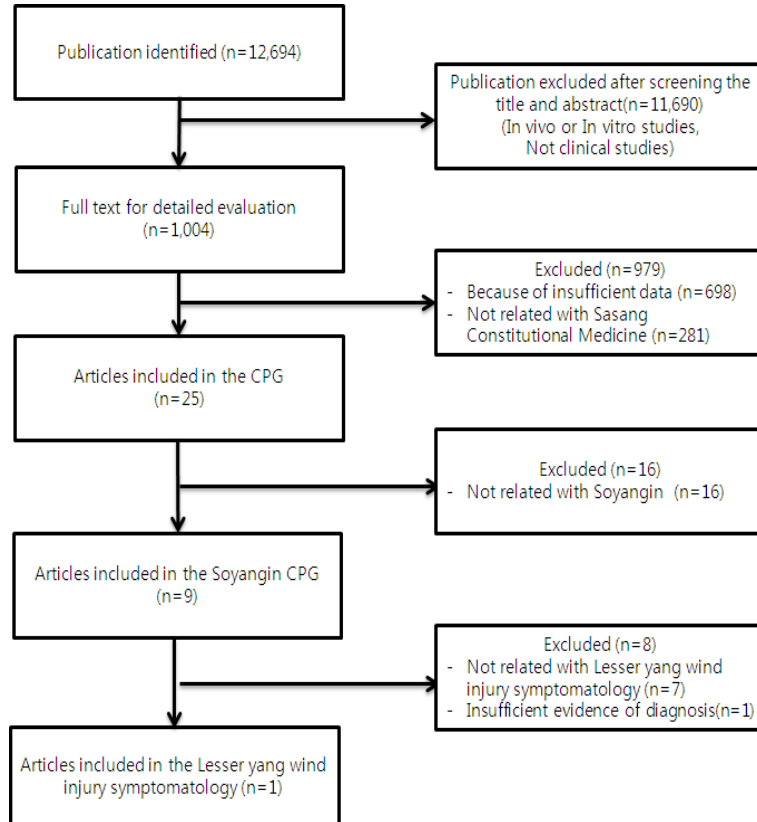 Publication identified (n=12,694)
Publication excluded after screening the
title and abstract(n=11,690)
(In vivo or In vitro studies,
Not clinical studies)
Full text for detailed evaluation
(n=1,004)
Excluded (n=979)
- Because of insufficient data (n=698)
- Not related with Sasang
Constitutional Medicine (n=281)
Articles included in the CPG
(n=25)
Excluded (n=16)
- Not related with Soyangin (n=16)
Articles included in the Soyangin CPG
(n=9)
Excluded (n=8)
- Not related with Lesser yang wind
injury symptomatology (n=7)
- Insufficient evidence of diagnosis(n=1)
Articles included in the Lesser yang wind
injury symptomatology (n=1)